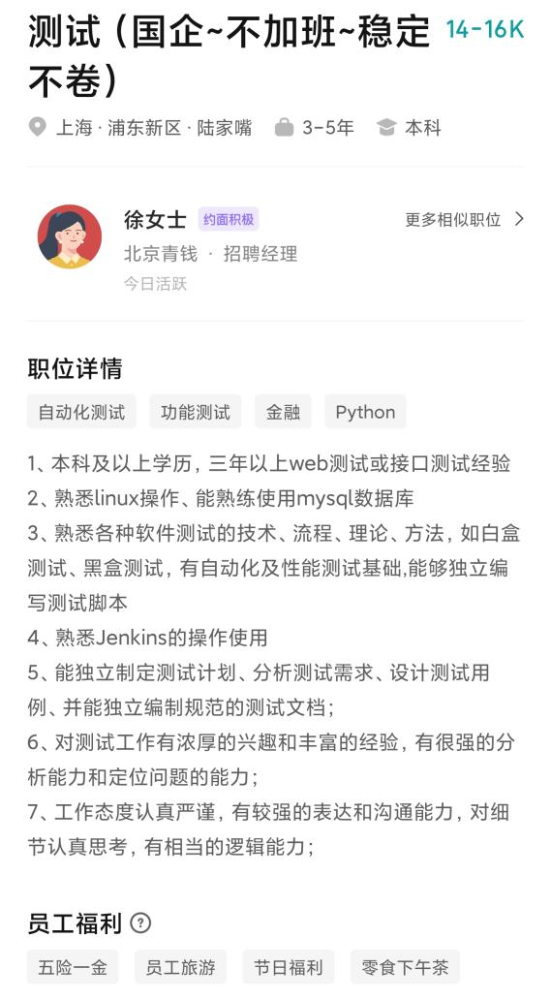 测试（国企~不加班~稳定 14-16K
不卷）
上海·浦东新区·陆家嘴 3-5年 本科
徐女士 约面积极 更多相似职位 >
北京青钱 · 招聘经理
今日活跃
职位详情
自动化测试 功能测试 金融 Python
1、本科及以上学历，三年以上web测试或接口测试经验
2、熟悉linux操作、能熟练使用mysql数据库
3、熟悉各种软件测试的技术、流程、理论、方法，如白盒
测试、黑盒测试，有自动化及性能测试基础,能够独立编
写测试脚本
4、熟悉Jenkins的操作使用
5、能独立制定测试计划、分析测试需求、设计测试用
例、并能独立编制规范的测试文档；
6、对测试工作有浓厚的兴趣和丰富的经验，有很强的分
析能力和定位问题的能力；
7、工作态度认真严谨，有较强的表达和沟通能力，对细
节认真思考，有相当的逻辑能力；
员工福利 ?
五险一金 员工旅游 节日福利 零食下午茶